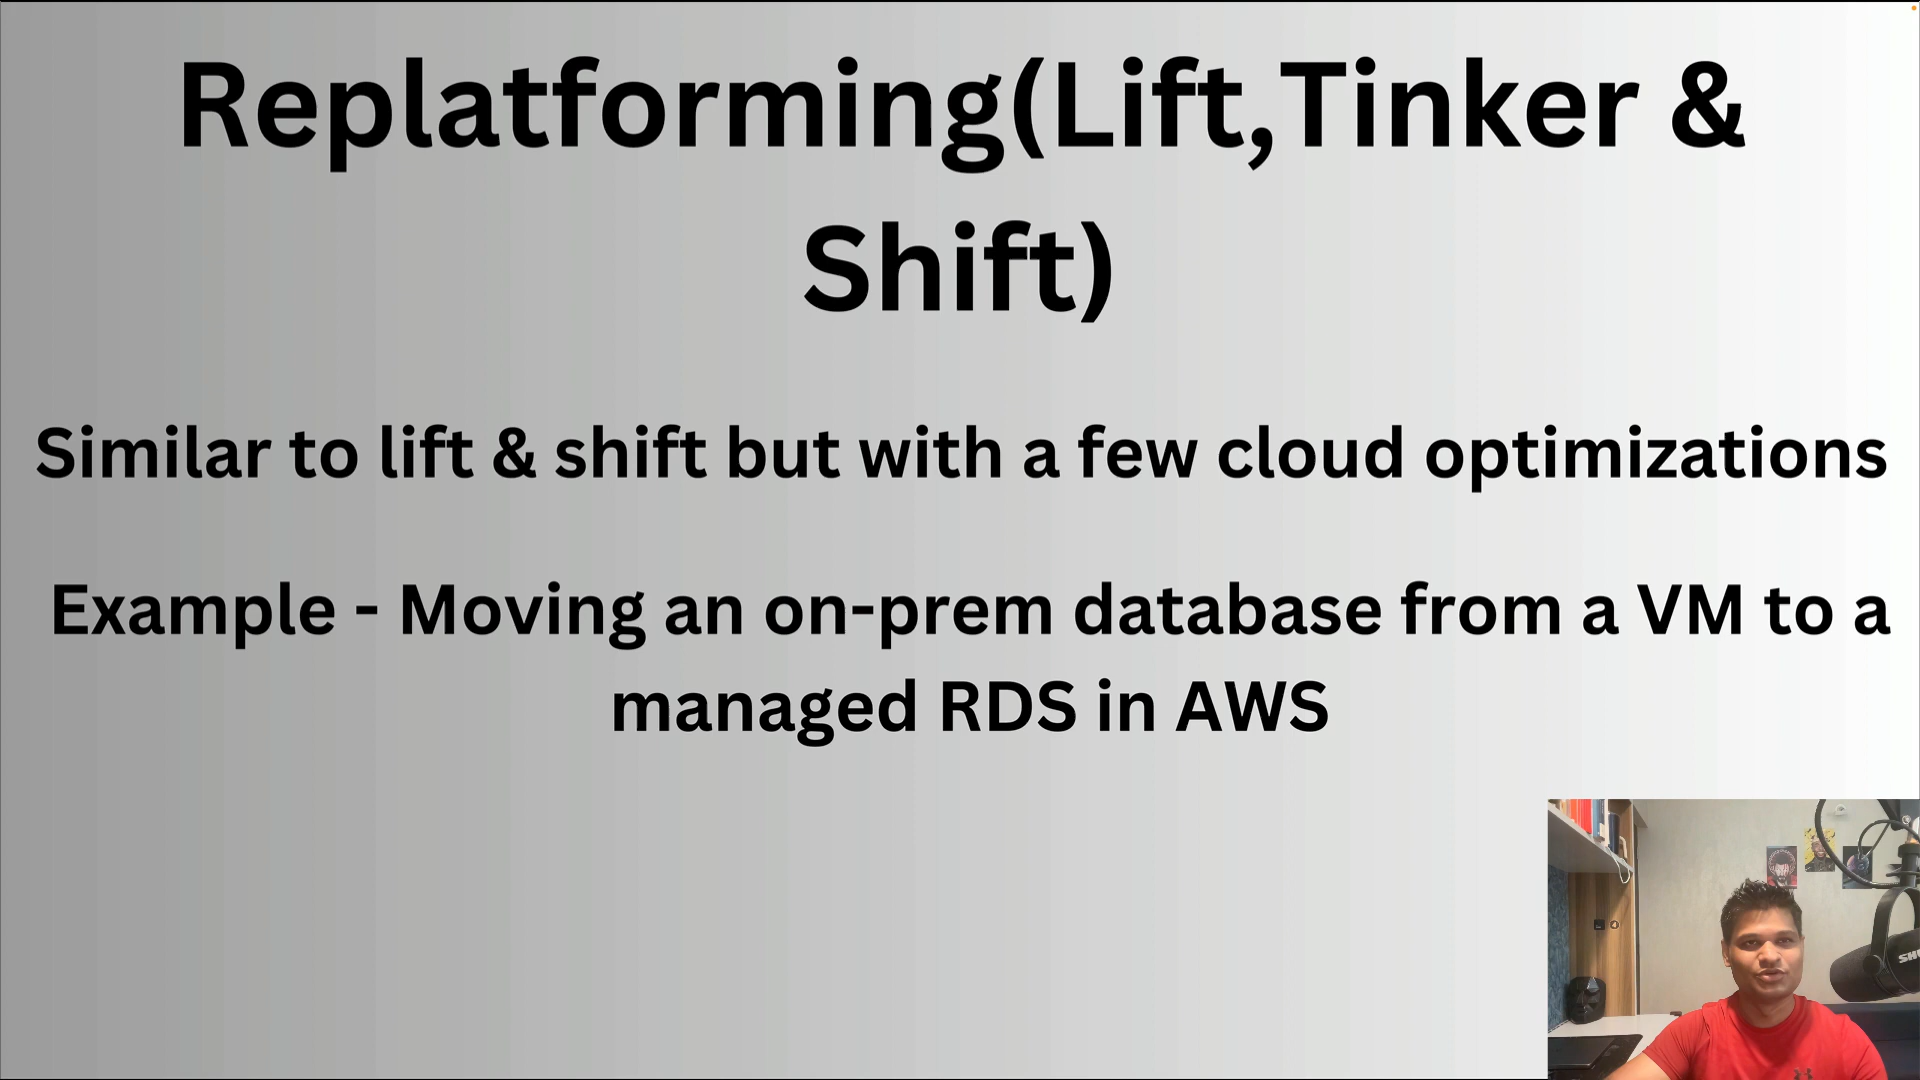 Replatforming(Lift,Tinker &
Shift)
Similar to lift & shift but with a few cloud optimizations
Example - Moving an on-prem database from a VM to a
managed RDS in AWS